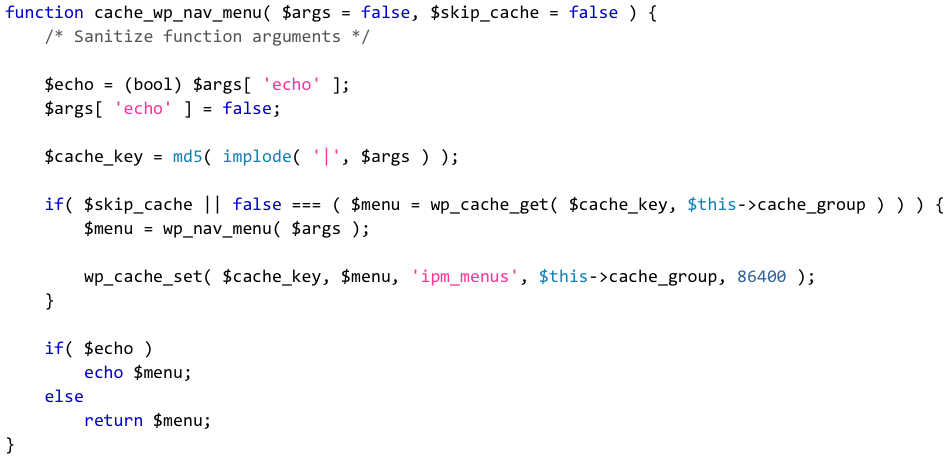 function cache_wp_nav_menu( $args = false, $skip_cache = false ) {
    /* Sanitize function arguments */

    $echo = (bool) $args[ 'echo' ];
    $args[ 'echo' ] = false;

    $cache_key = md5( implode( '|', $args ) );

    if( $skip_cache || false === ( $menu = wp_cache_get( $cache_key, $this->cache_group ) ) ) {
        $menu = wp_nav_menu( $args );

        wp_cache_set( $cache_key, $menu, 'ipm_menus', $this->cache_group, 86400 );
    }

    if( $echo )
        echo $menu;
    else
        return $menu;
}